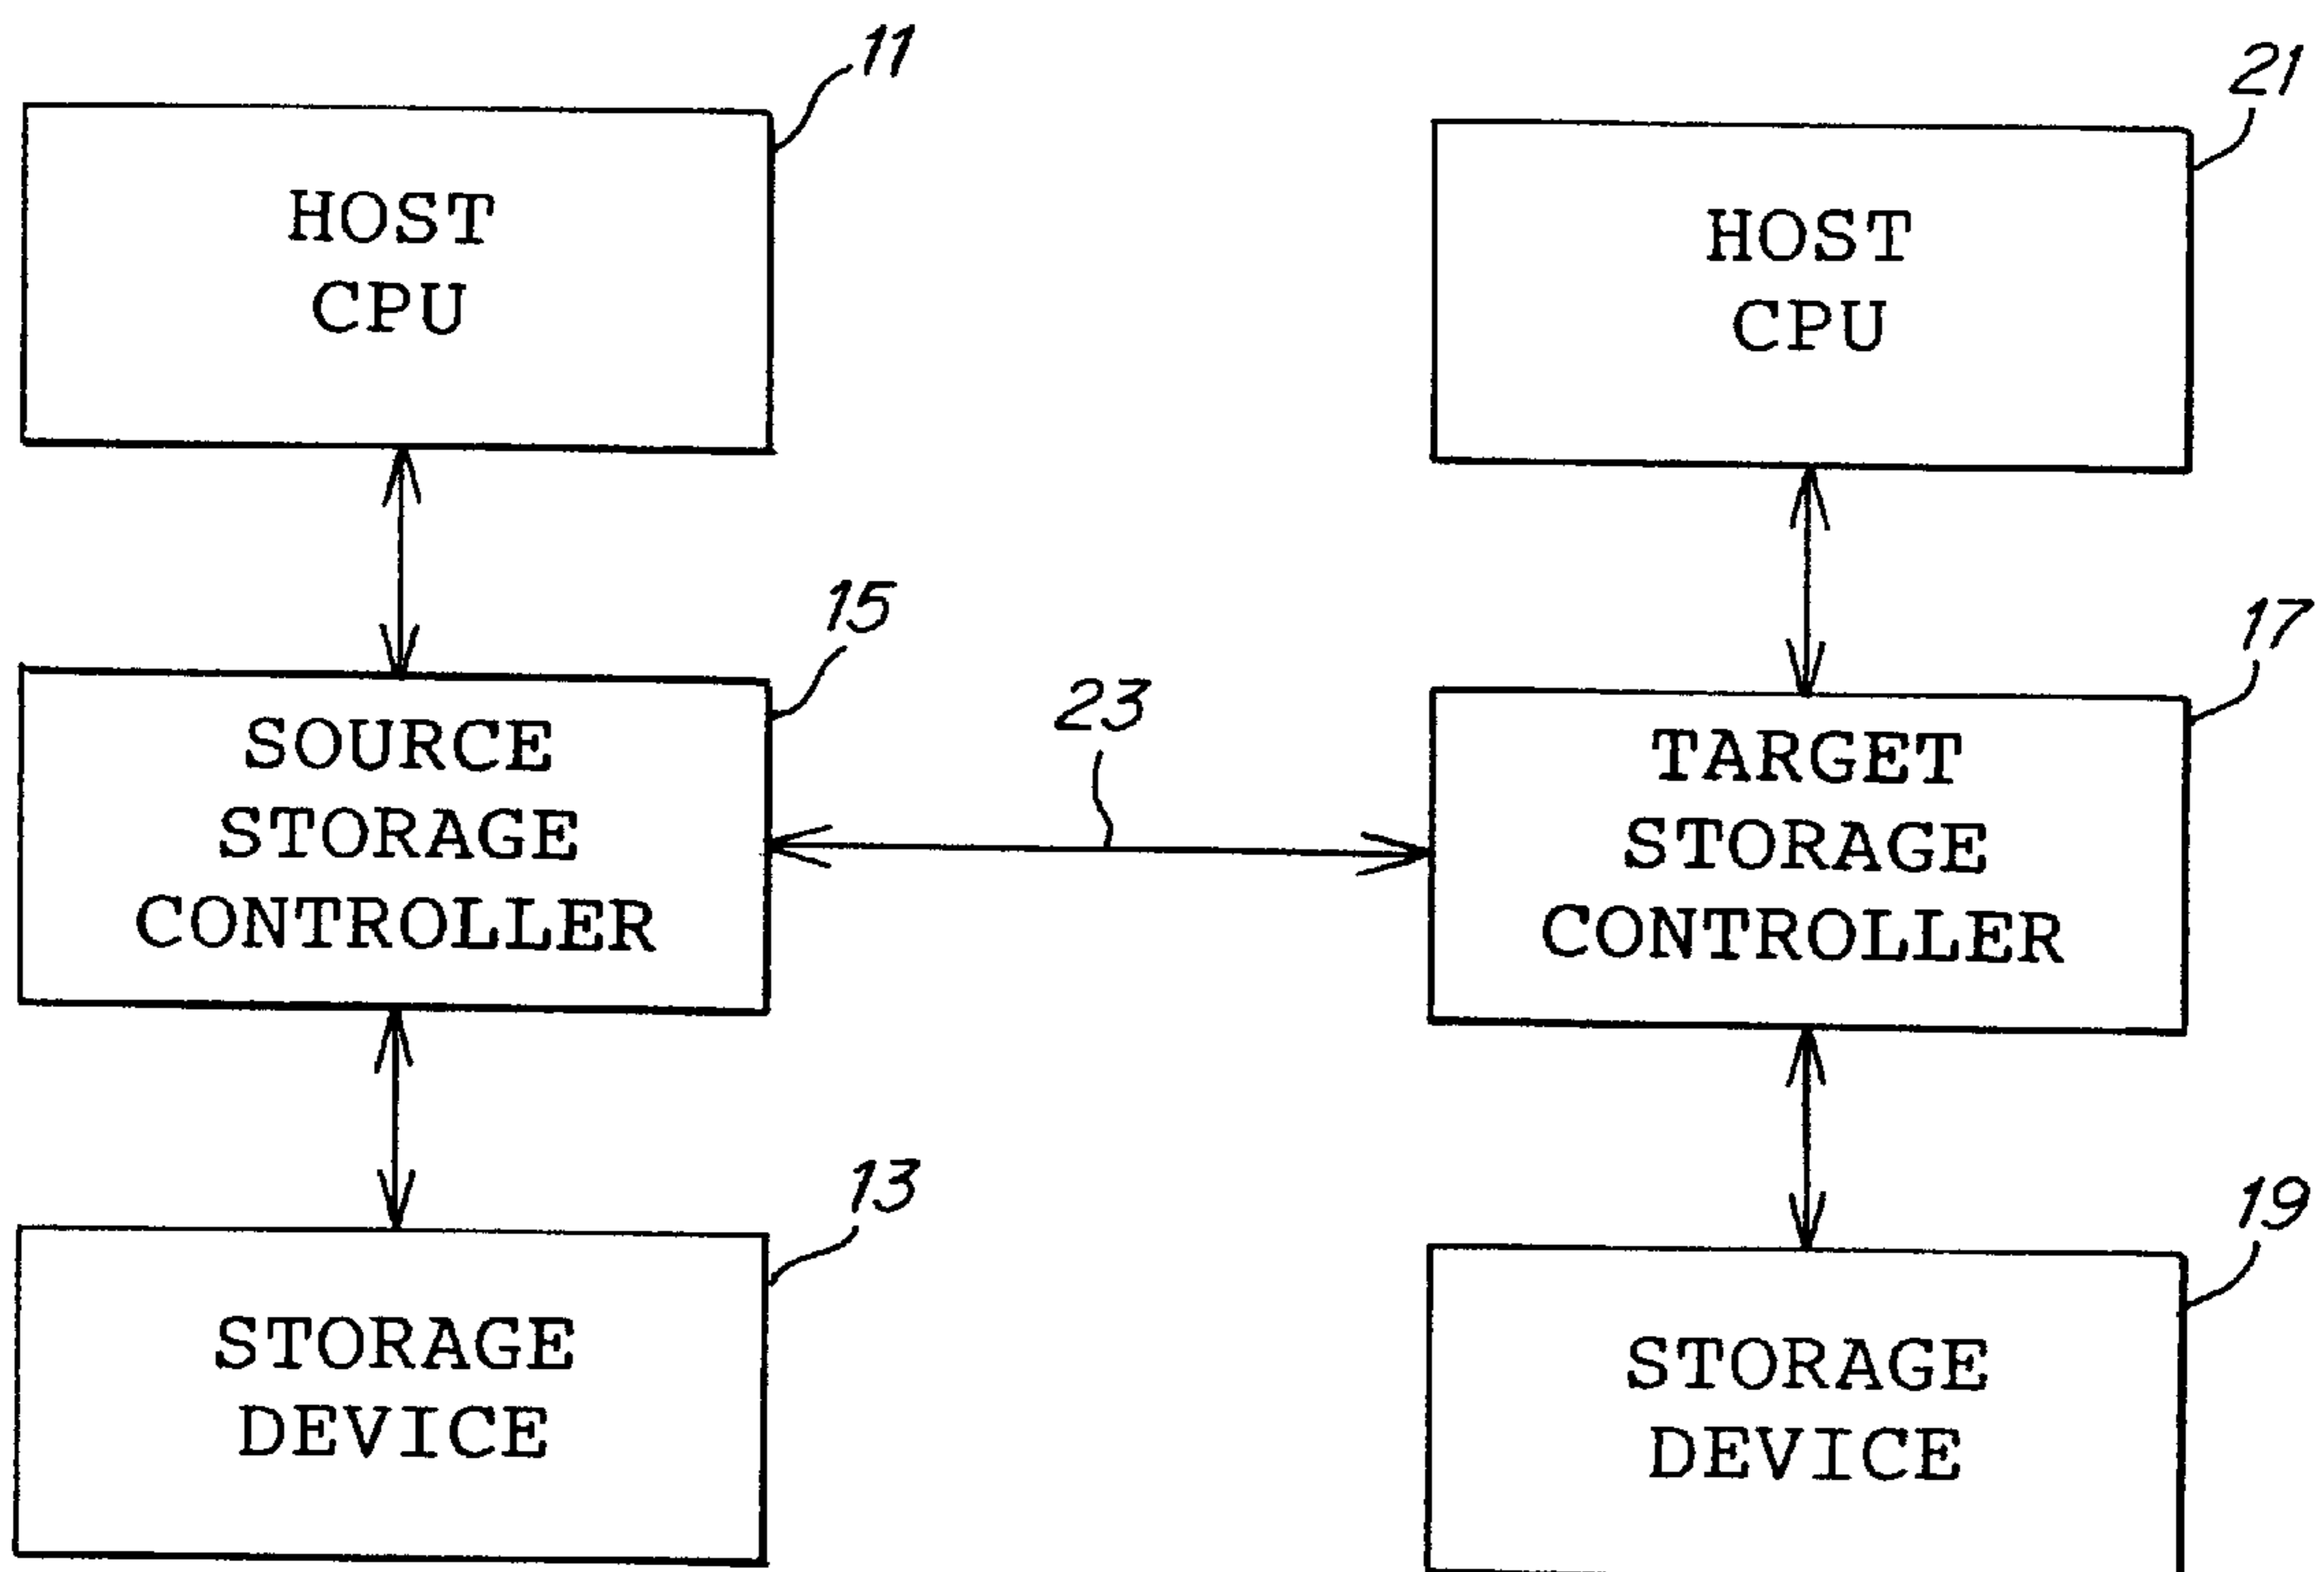 11
HOST
CPU
21
HOST
CPU
15
SOURCE
STORAGE
CONTROLLER
23
17
TARGET
STORAGE
CONTROLLER
13
STORAGE
DEVICE
19
STORAGE
DEVICE